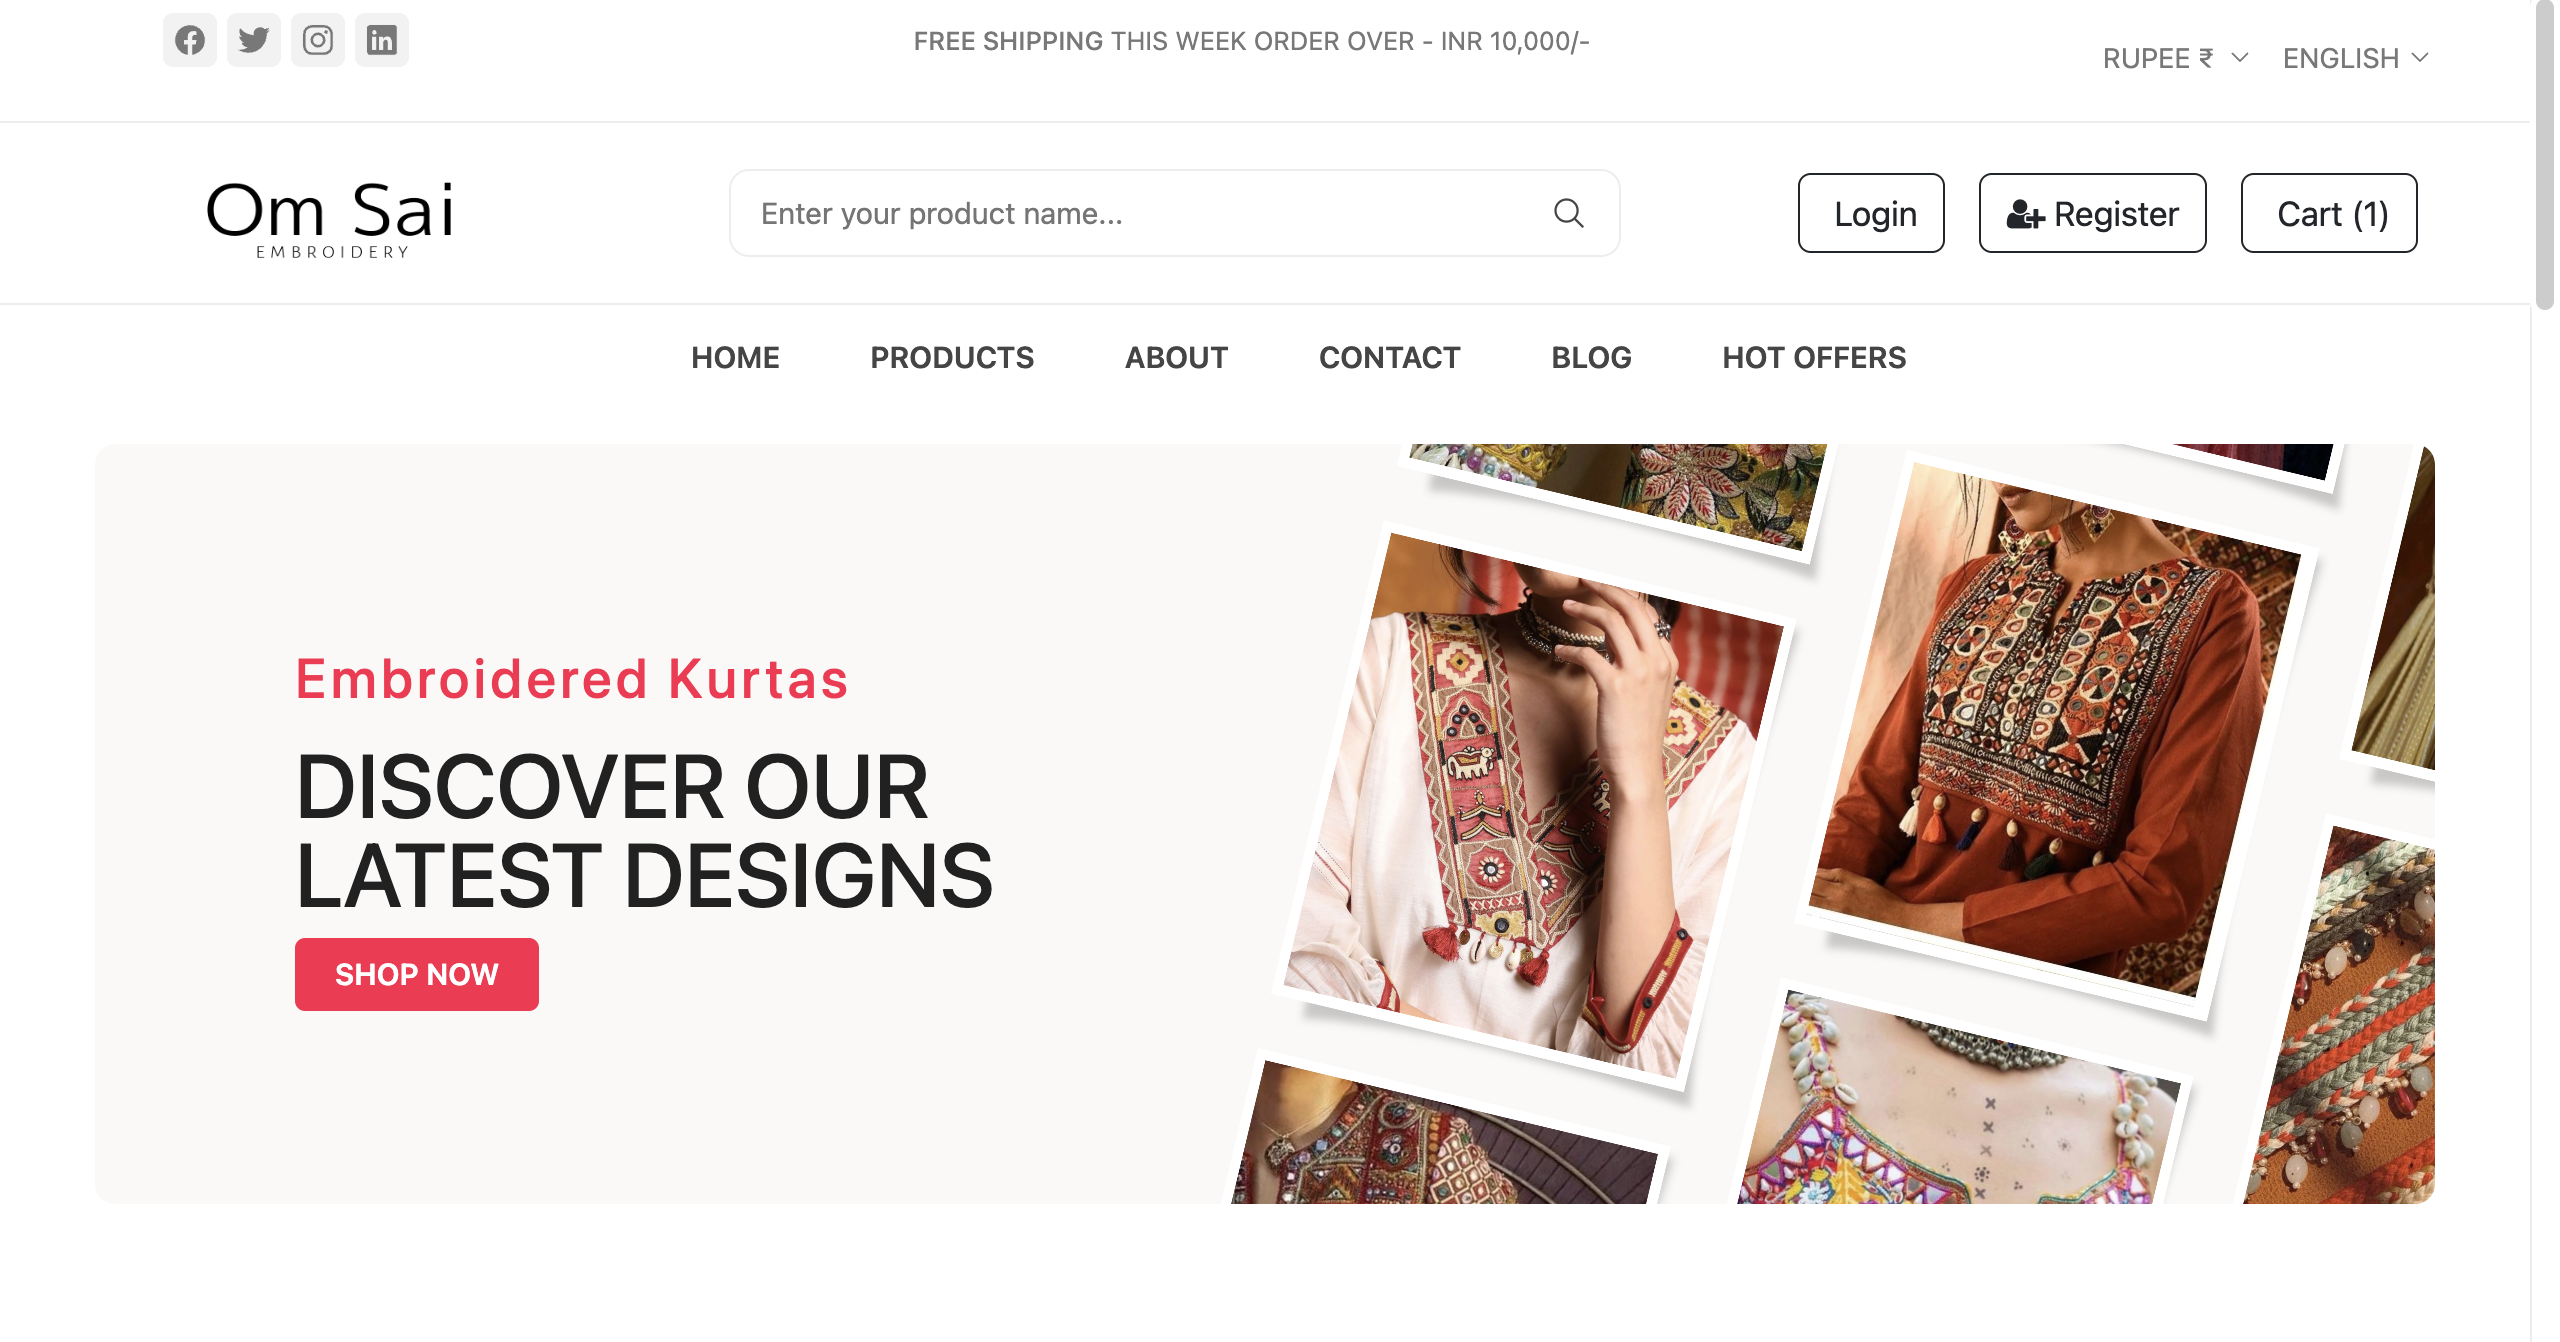 FREE SHIPPING THIS WEEK ORDER OVER - INR 10,000/-
RUPEE ₹
ENGLISH
Om Sai
EMBROIDERY
Enter your product name...
Login
Register
Cart (1)
HOME
PRODUCTS
ABOUT
CONTACT
BLOG
HOT OFFERS
Embroidered Kurtas
DISCOVER OUR
LATEST DESIGNS
SHOP NOW